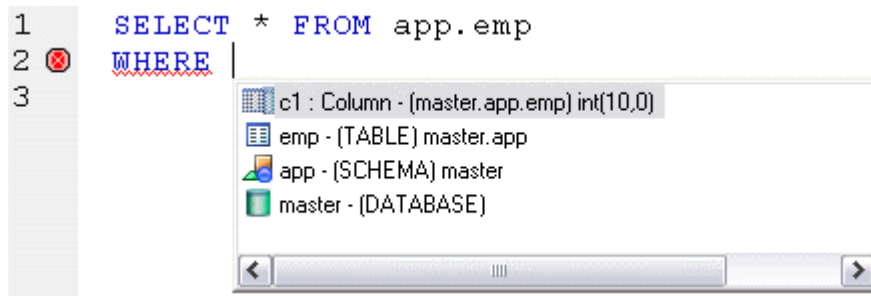 1 SELECT * FROM app.emp
2 WHERE
3
c1 : Column - (master.app.emp) int(10,0)
emp - (TABLE) master.app
app - (SCHEMA) master
master - (DATABASE)